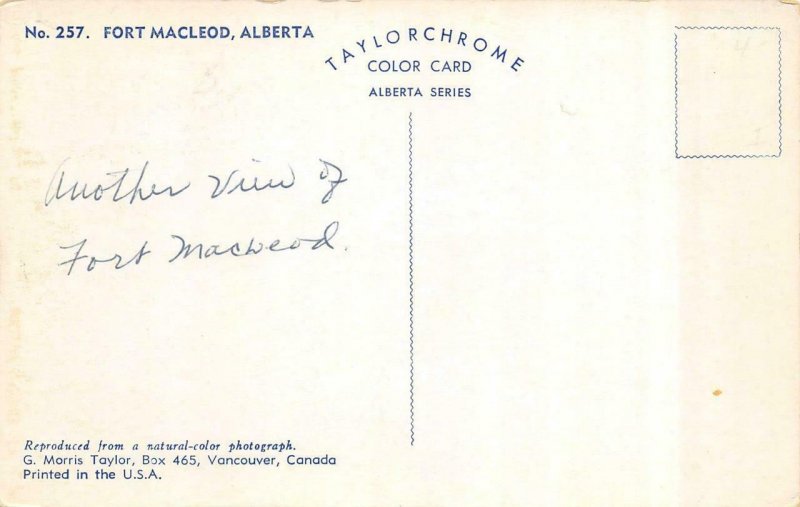 No. 257. FORT MACLEOD, ALBERTA
TAYLORCHROME
COLOR CARD
ALBERTA SERIES
Another View of
Fort Macleod.
Reproduced from a natural-color photograph.
G. Morris Taylor, Box 465, Vancouver, Canada
Printed in the U.S.A.